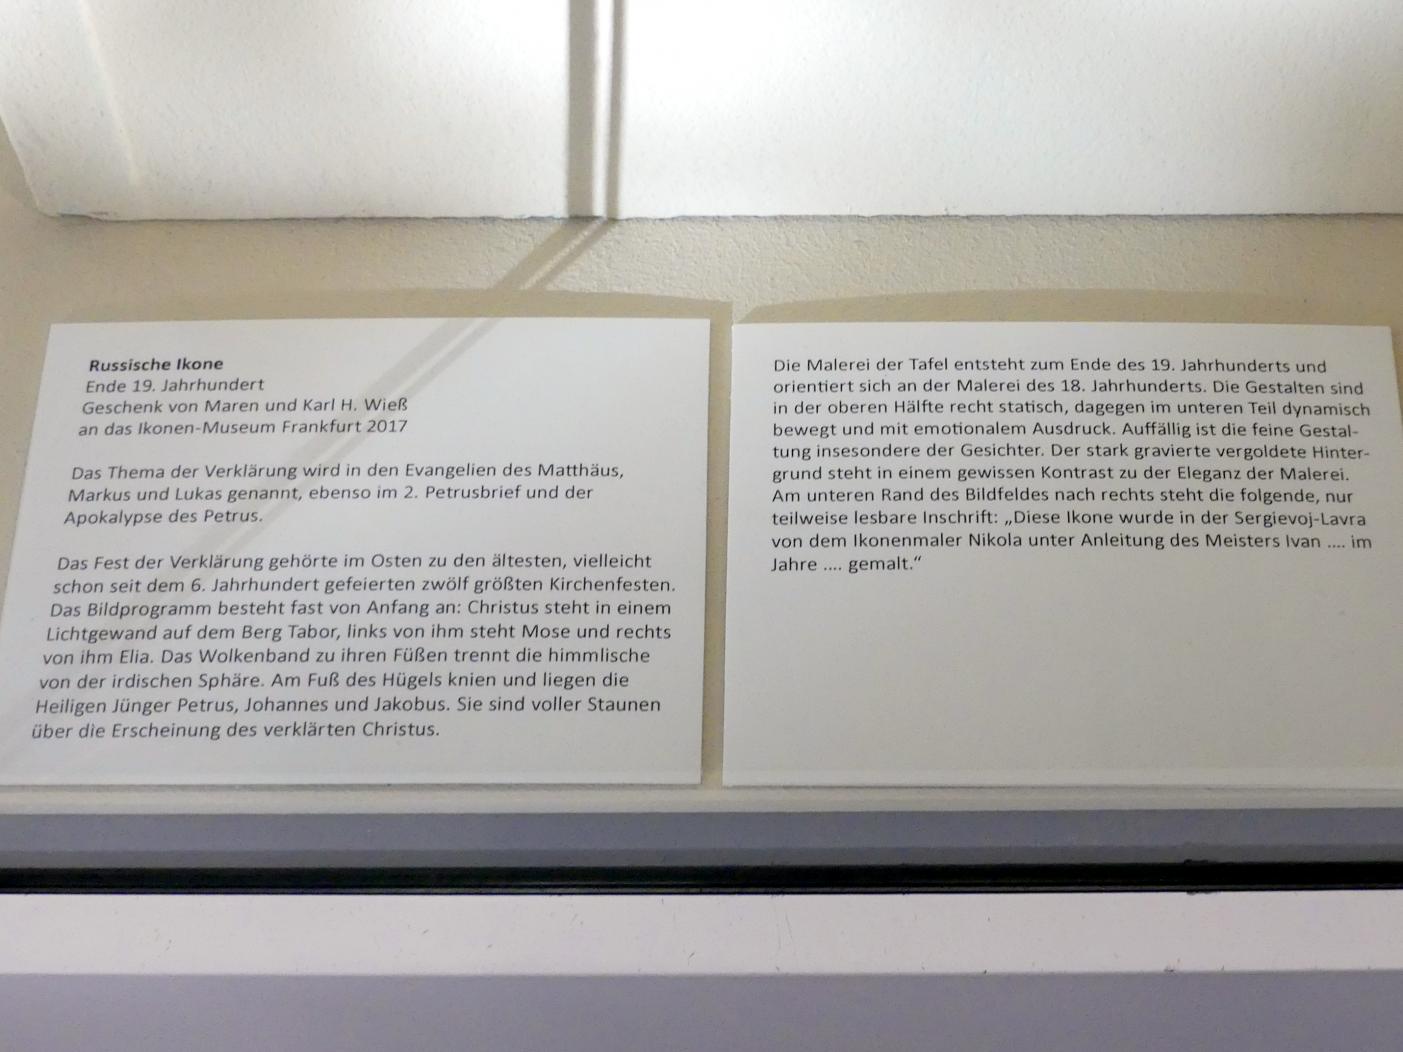 Russische Ikone
Ende 19. Jahrhundert
Geschenk von Maren und Karl H. Wieß
an das Ikonen-Museum Frankfurt 2017
Das Thema der Verklärung wird in den Evangelien des Matthäus,
Markus und Lukas genannt, ebenso im 2. Petrusbrief und der
Apokalypse des Petrus.
Das Fest der Verklärung gehörte im Osten zu den ältesten, vielleicht
schon seit dem 6. Jahrhundert gefeierten zwölf größten Kirchenfesten.
Das Bildprogramm besteht fast von Anfang an: Christus steht in einem
Lichtgewand auf dem Berg Tabor, links von ihm steht Mose und rechts
von ihm Elia. Das Wolkenband zu ihren Füßen trennt die himmlische
von der irdischen Sphäre. Am Fuß des Hügels knien und liegen die
Heiligen Jünger Petrus, Johannes und Jakobus. Sie sind voller Staunen
über die Erscheinung des verklärten Christus.
Die Malerei der Tafel entsteht zum Ende des 19. Jahrhunderts und
orientiert sich an der Malerei des 18. Jahrhunderts. Die Gestalten sind
in der oberen Hälfte recht statisch, dagegen im unteren Teil dynamisch
bewegt und mit emotionalem Ausdruck. Auffällig ist die feine Gestal-
tung insesondere der Gesichter. Der stark gravierte vergoldete Hinter-
grund steht in einem gewissen Kontrast zu der Eleganz der Malerei.
Am unteren Rand des Bildfeldes nach rechts steht die folgende, nur
teilweise lesbare Inschrift: „Diese Ikone wurde in der Sergievoj-Lavra
von dem Ikonenmaler Nikola unter Anleitung des Meisters Ivan .... im
Jahre .... gemalt.“